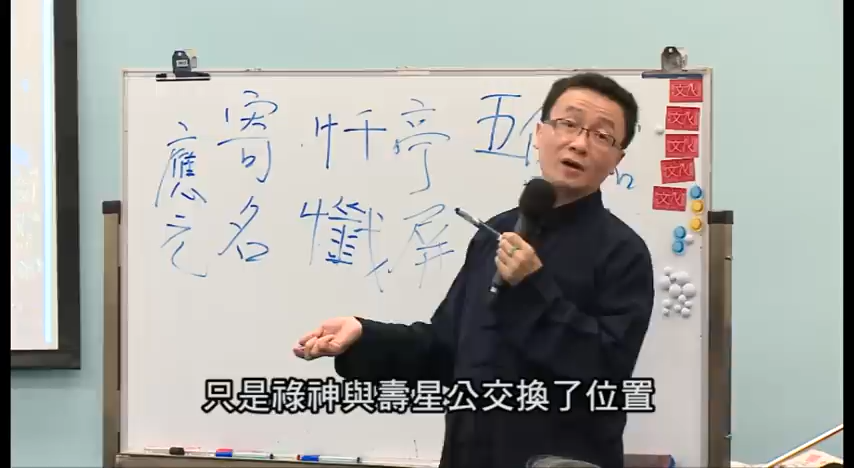 五
亭屏
忏懺
寄名
應元
只是祿神與壽星公交換了位置